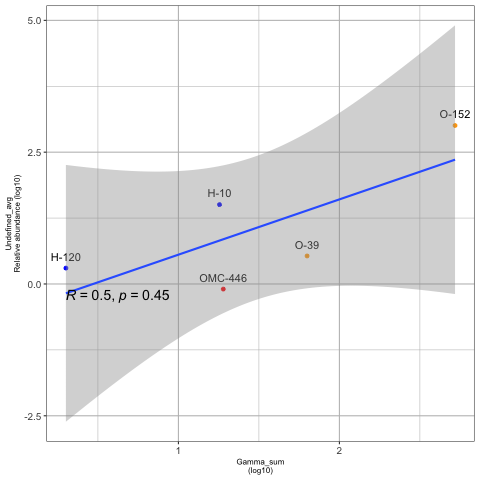 5.0
O-152
2.5
H-10
H-120
O-39
OMC-446
0.0
R = 0.5, p = 0.45
-2.5
1
2
Undefined_avg
Relative abundance (log10)
Gamma_sum
(log10)